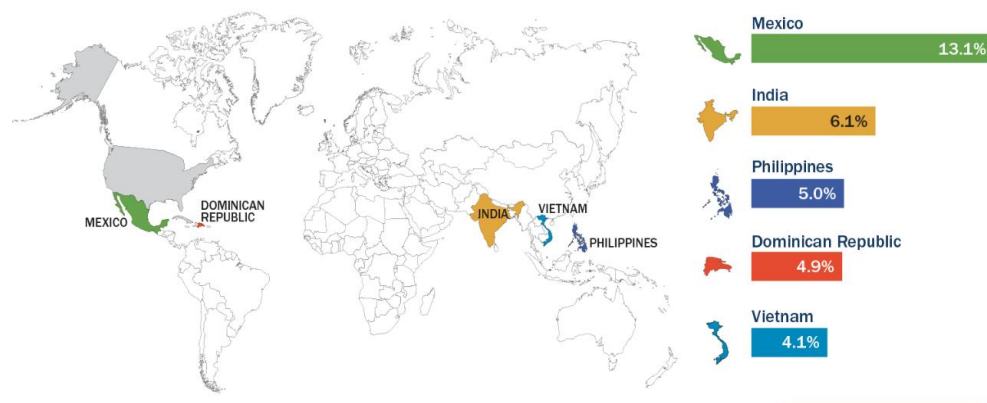 MEXICO
DOMINICAN
REPUBLIC
INDIA
VIETNAM
PHILIPPINES
Mexico
13.1%
India
6.1%
Philippines
5.0%
Dominican Republic
4.9%
Vietnam
4.1%